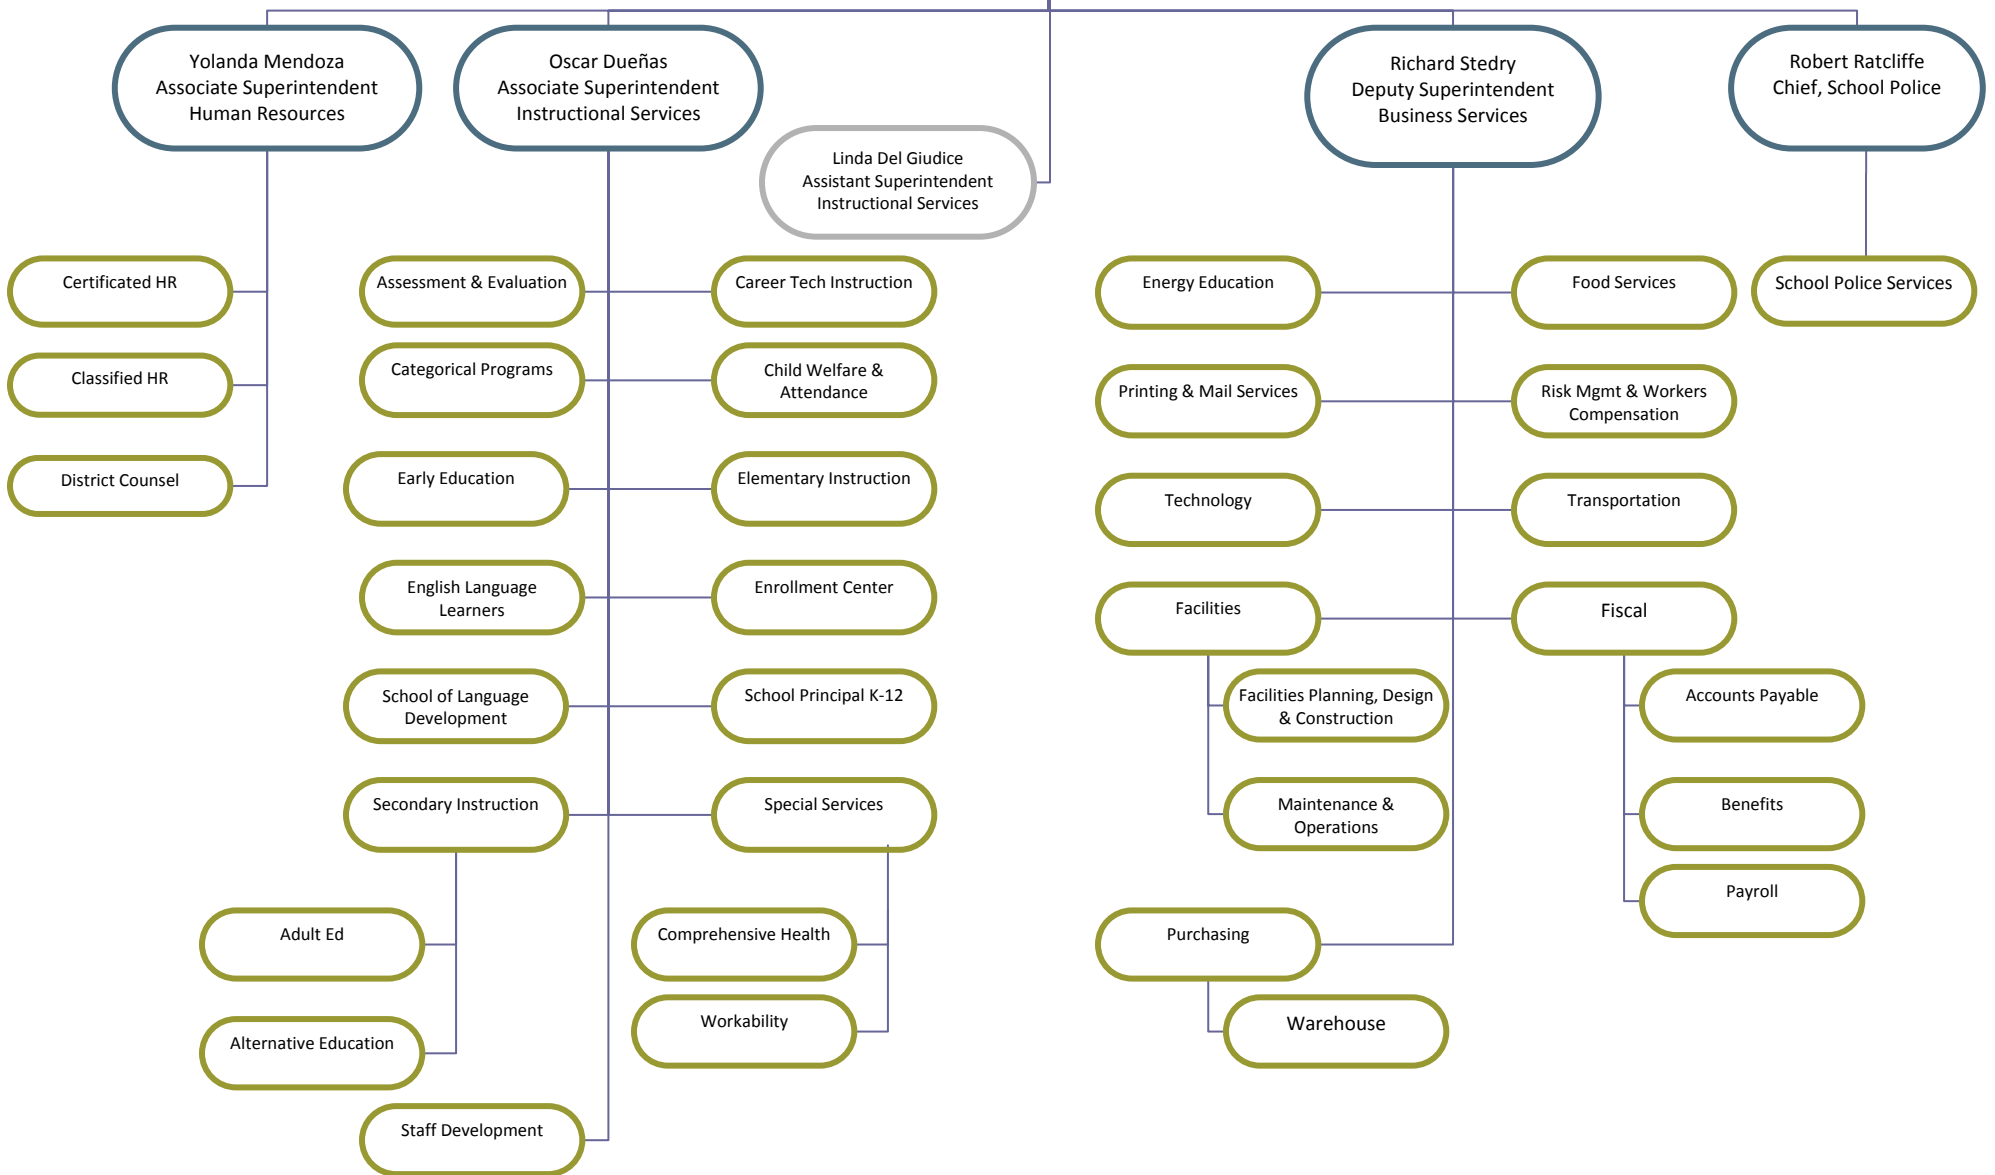 Yolanda Mendoza
Associate Superintendent
Human Resources
Oscar Dueñas
Associate Superintendent
Instructional Services
Linda Del Giudice
Assistant Superintendent
Instructional Services
Richard Stedry
Deputy Superintendent
Business Services
Robert Ratcliffe
Chief, School Police
Certificated HR
Classified HR
District Counsel
Assessment & Evaluation
Career Tech Instruction
Categorical Programs
Child Welfare &
Attendance
Early Education
Elementary Instruction
English Language
Learners
Enrollment Center
School of Language
Development
School Principal K-12
Secondary Instruction
Special Services
Adult Ed
Alternative Education
Comprehensive Health
Workability
Staff Development
Energy Education
Food Services
Printing & Mail Services
Risk Mgmt & Workers
Compensation
Technology
Transportation
Facilities
Fiscal
Facilities Planning, Design
& Construction
Maintenance &
Operations
Accounts Payable
Benefits
Payroll
Purchasing
Warehouse
School Police Services